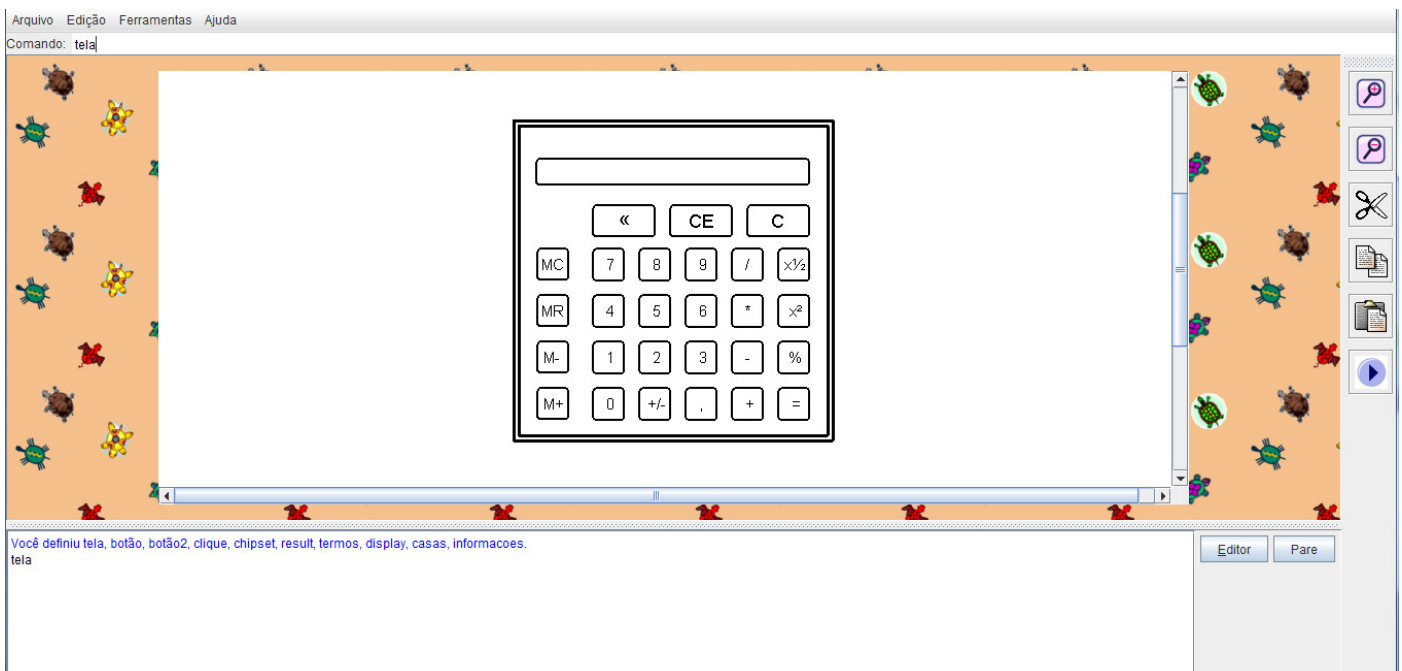 Arquivo Edição Ferramentas Ajuda
Comando: tela
« CE C
MC 7 8 9 / x½
MR 4 5 6 * x²
M- 1 2 3 - %
M+ 0 +/- , + =
Você definiu tela, botão, botão2, clique, chipset, result, termos, display, casas, informacoes.
tela
Editor Pare